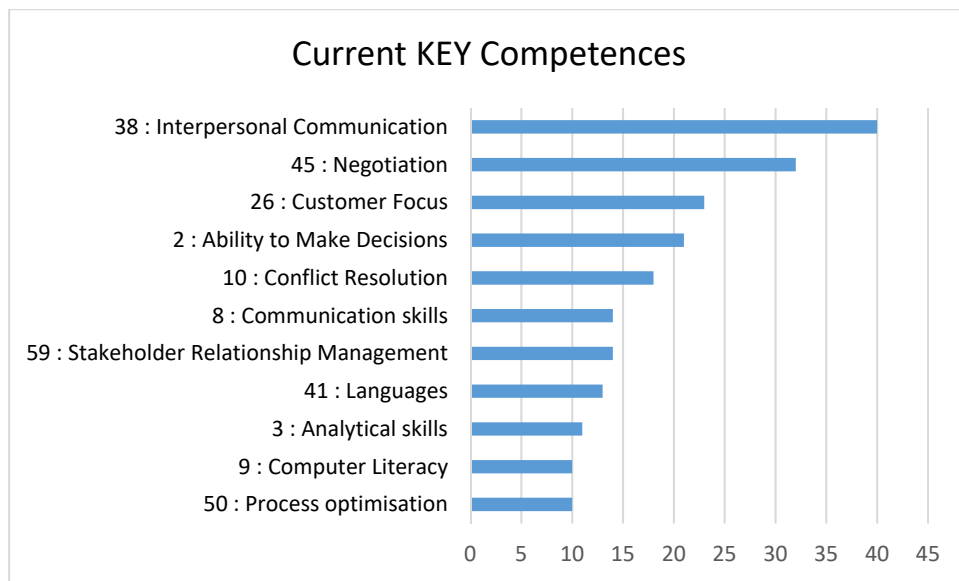 Current KEY Competences
38 : Interpersonal Communication
45 : Negotiation
26 : Customer Focus
2 : Ability to Make Decisions
10 : Conflict Resolution
8 : Communication skills
59 : Stakeholder Relationship Management
41 : Languages
3 : Analytical skills
9 : Computer Literacy
50 : Process optimisation
0 5 10 15 20 25 30 35 40 45